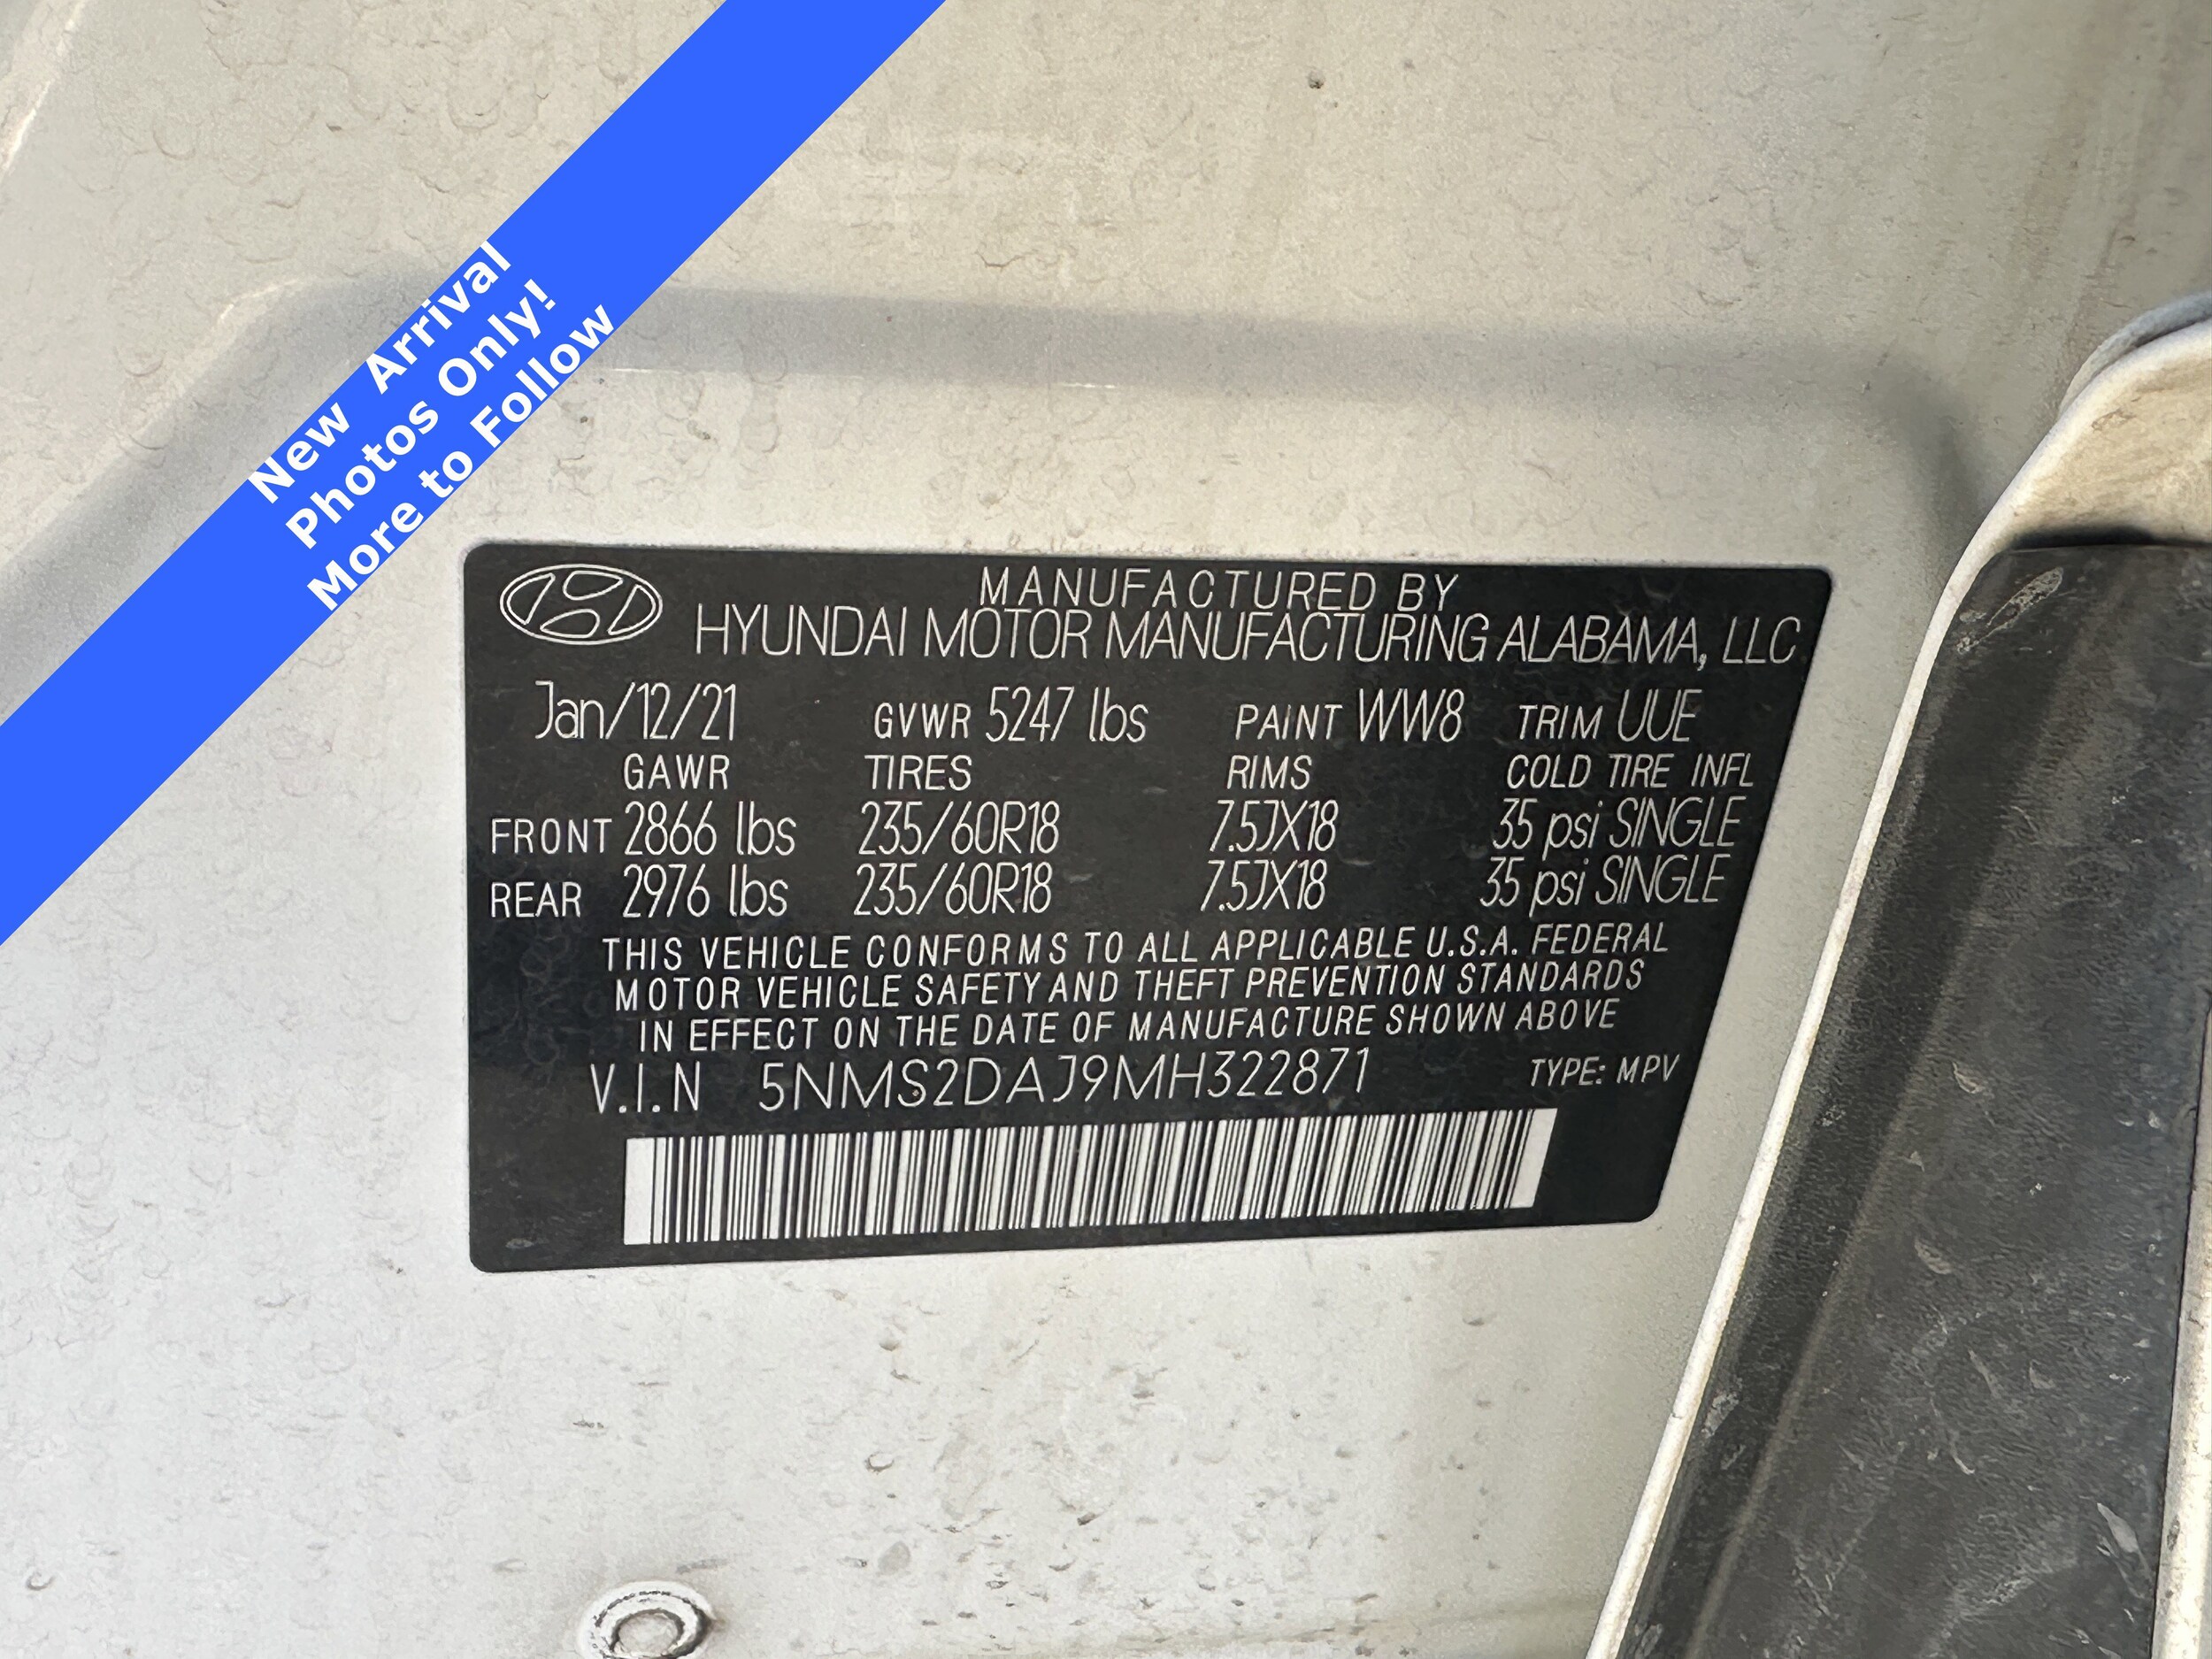 New Arrival
Photos Only!
More to Follow
MANUFACTURED BY
HYUNDAI MOTOR MANUFACTURING ALABAMA, LLC
Jan/12/21 GVWR 5247 lbs PAINT WW8 TRIM UUE
GAWR TIRES RIMS COLD TIRE INFL
FRONT 2866 lbs 235/60R18 7.5JX18 35 psi SINGLE
REAR 2976 lbs 235/60R18 7.5JX18 35 psi SINGLE
THIS VEHICLE CONFORMS TO ALL APPLICABLE U.S.A. FEDERAL
MOTOR VEHICLE SAFETY AND THEFT PREVENTION STANDARDS
IN EFFECT ON THE DATE OF MANUFACTURE SHOWN ABOVE
V.I.N 5NMS2DAJ9MH322871 TYPE: MPV